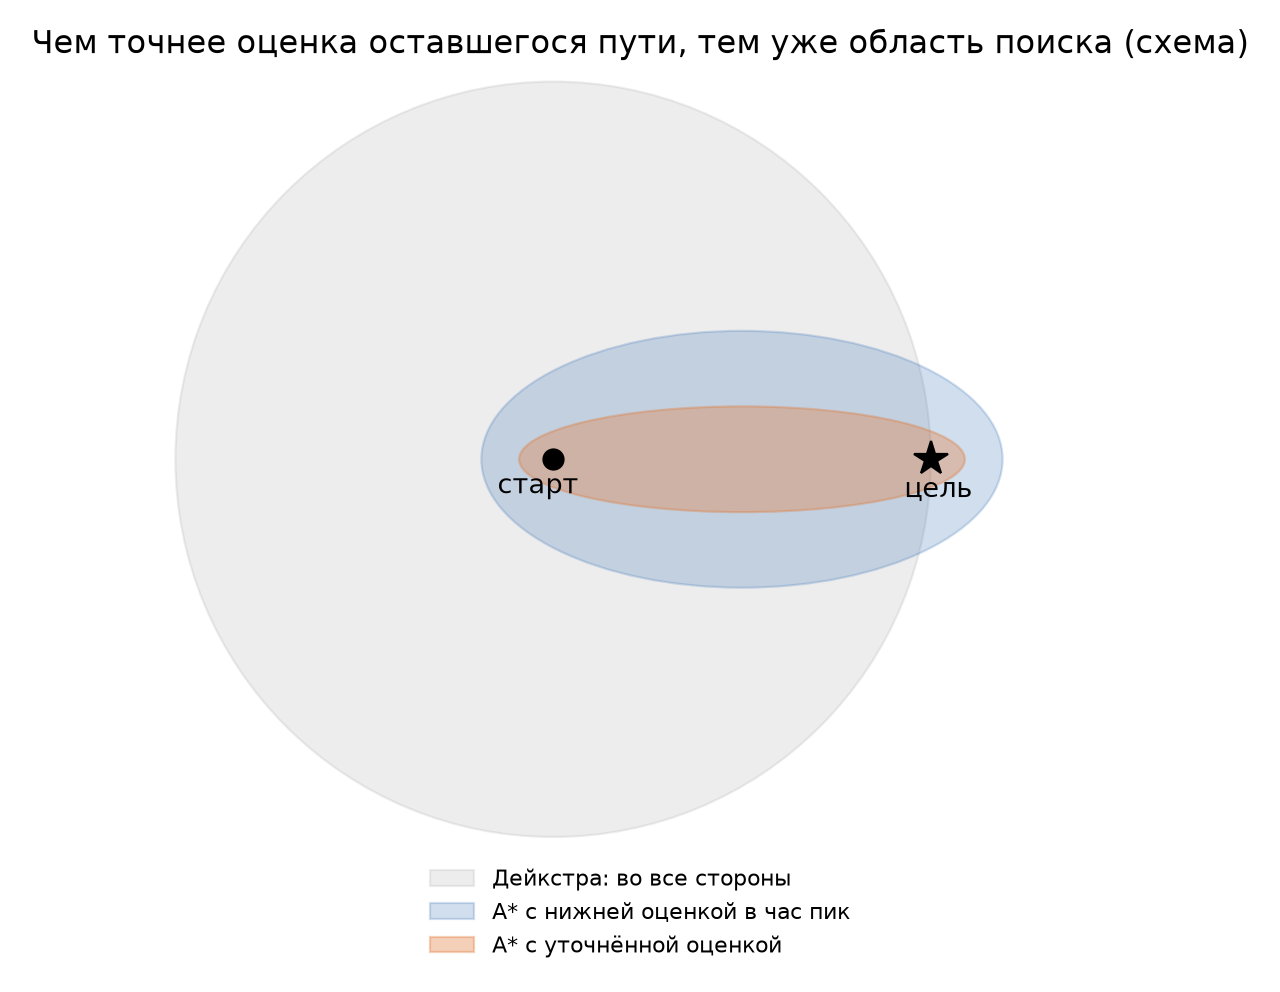 Чем точнее оценка оставшегося пути, тем уже область поиска (схема)
старт
цель
Дейкстра: во все стороны
A* с нижней оценкой в час пик
A* с уточнённой оценкой